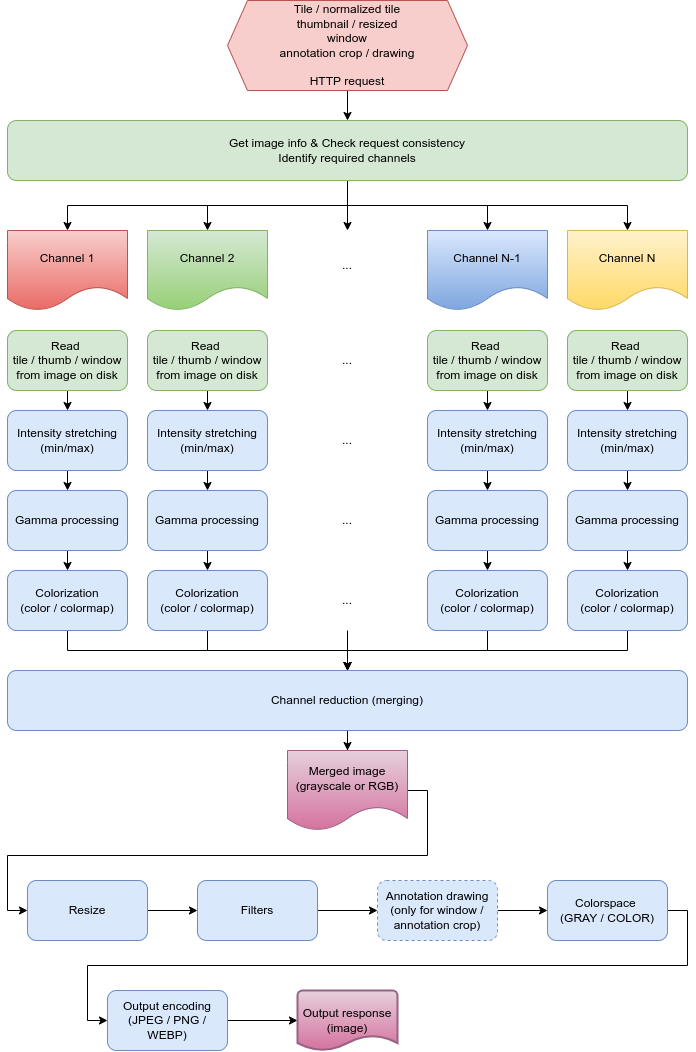 Tile / normalized tile
thumbnail / resized
window
annotation crop / drawing
HTTP request
Get image info & Check request consistency
Identify required channels
Channel 1
Channel 2
...
Channel N-1
Channel N
Read
tile / thumb / window
from image on disk
Read
tile / thumb / window
from image on disk
...
Read
tile / thumb / window
from image on disk
Read
tile / thumb / window
from image on disk
Intensity stretching
(min/max)
Intensity stretching
(min/max)
...
Intensity stretching
(min/max)
Intensity stretching
(min/max)
Gamma processing
Gamma processing
...
Gamma processing
Gamma processing
Colorization
(color / colormap)
Colorization
(color / colormap)
...
Colorization
(color / colormap)
Colorization
(color / colormap)
Channel reduction (merging)
Merged image
(grayscale or RGB)
Resize
Filters
Annotation drawing
(only for window /
annotation crop)
Colorspace
(GRAY / COLOR)
Output encoding
(JPEG / PNG /
WEBP)
Output response
(image)